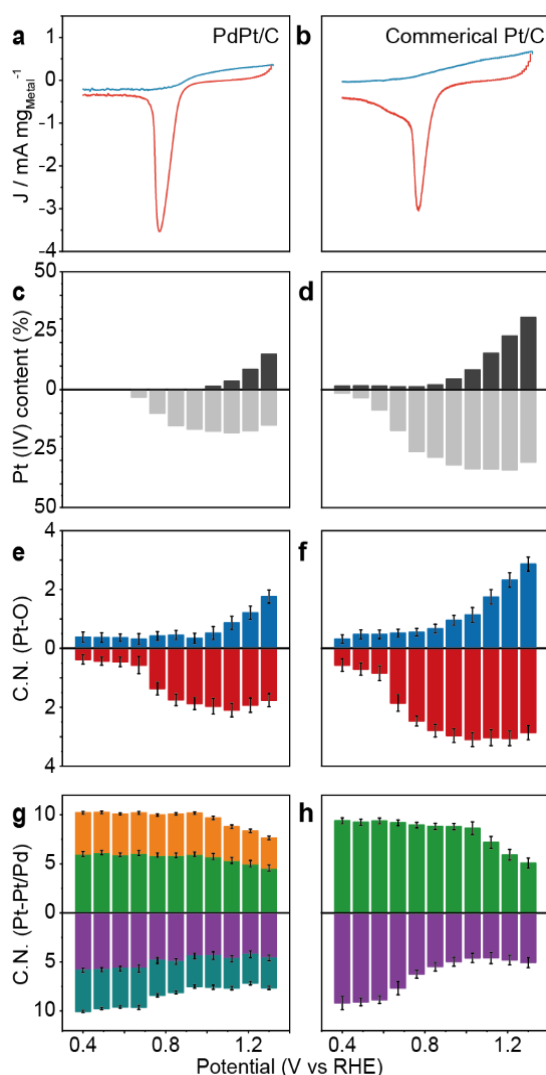 a
PdPt/C
b
Commerical Pt/C
J / mA mg_Metal^-1
1
0
-1
-2
-3
-4
c
d
Pt (IV) content (%)
50
25
0
25
50
e
f
C.N. (Pt-O)
4
2
0
2
4
g
h
C.N. (Pt-Pt/Pd)
10
5
0
5
10
0.4 0.8 1.2 0.4 0.8 1.2
Potential (V vs RHE)